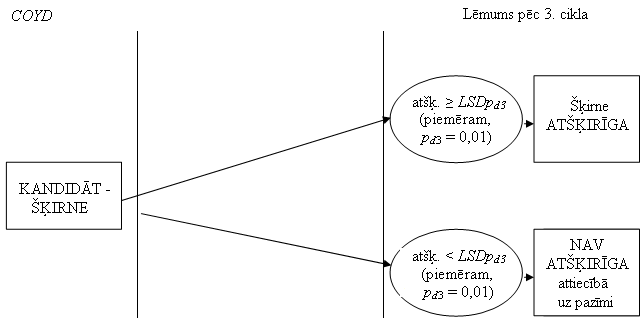 COYD
Lēmums pēc 3. cikla
atšķ. ≥ LSDpd3
(piemēram,
pd3 = 0,01)
Šķirne
ATŠĶIRĪGA
KANDIDĀT -
ŠĶIRNE
atšķ. < LSDpd3
(piemēram,
pd3 = 0,01)
NAV
ATŠĶIRĪGA
attiecībā
uz pazīmi